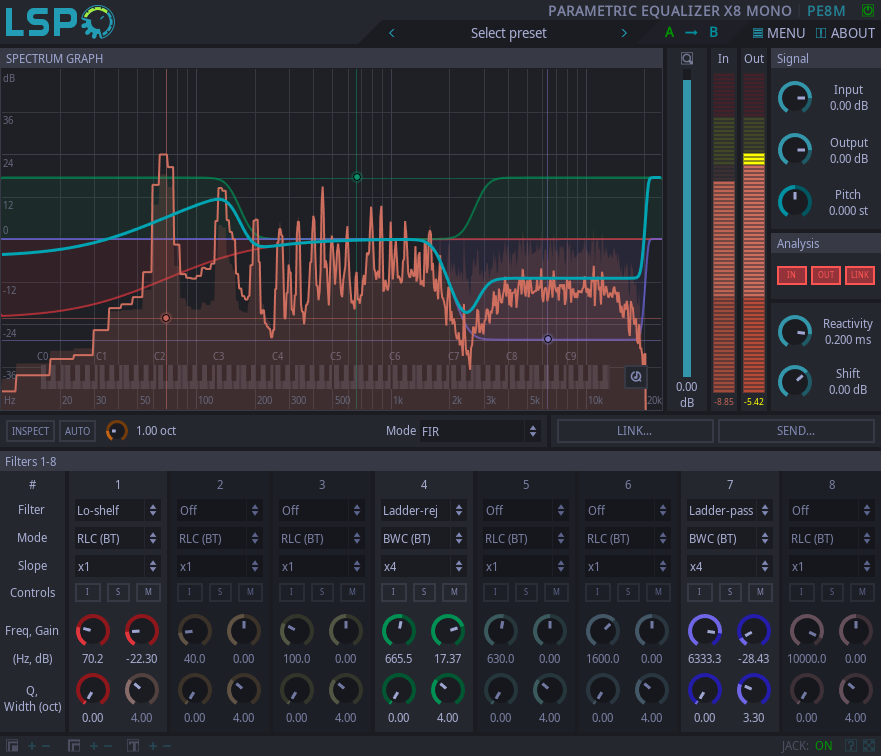 LSP
PARAMETRIC EQUALIZER X8 MONO PE8M
Select preset
A B
MENU ABOUT
SPECTRUM GRAPH
dB
36
24
12
0
-12
-24
-36
C0 C1 C2 C3 C4 C5 C6 C7 C8 C9
Hz 20 30 50 100 200 300 500 1k 2k 3k 5k 10k 20k
0.00
dB
In Out
-8.85 -5.42
Signal
Input
0.00 dB
Output
0.00 dB
Pitch
0.000 st
Analysis
IN OUT LINK
Reactivity
0.200 ms
Shift
0.00 dB
INSPECT AUTO 1.00 oct Mode FIR LINK... SEND...
Filters 1-8
# 1 2 3 4 5 6 7 8
Filter Lo-shelf Off Off Ladder-rej Off Off Ladder-pass Off
Mode RLC (BT) RLC (BT) RLC (BT) BWC (BT) RLC (BT) RLC (BT) BWC (BT) RLC (BT)
Slope x1 x1 x1 x4 x1 x1 x4 x1
Controls I S M I S M I S M I S M I S M I S M I S M I S M
Freq, Gain
(Hz, dB) 70.2 -22.30 40.0 0.00 100.0 0.00 665.5 17.37 630.0 0.00 1600.0 0.00 6333.3 -28.43 10000.0 0.00
Q,
Width (oct) 0.00 4.00 0.00 4.00 0.00 4.00 0.00 4.00 0.00 4.00 0.00 4.00 0.00 3.30 0.00 4.00
JACK: ON ?